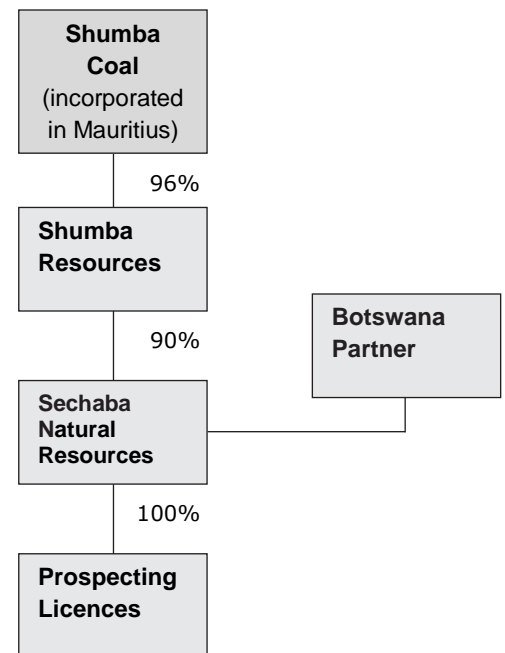 Shumba
Coal
(incorporated
in Mauritius)
96%
Shumba
Resources
90%
Botswana
Partner
Sechaba
Natural
Resources
100%
Prospecting
Licences